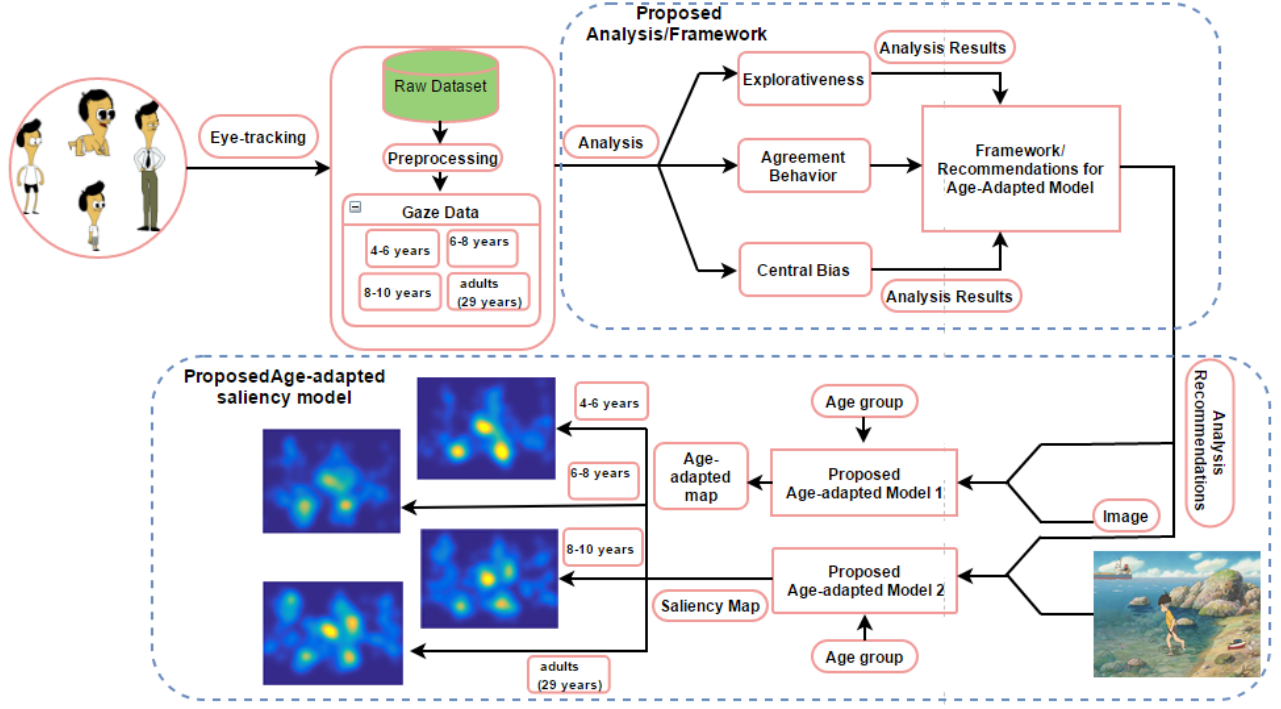 Proposed
Analysis/Framework
Eye-tracking
Raw Dataset
Preprocessing
Gaze Data
4-6 years
6-8 years
8-10 years
adults
(29 years)
Analysis
Explorativeness
Agreement
Behavior
Central Bias
Analysis Results
Analysis Results
Framework/
Recommendations for
Age-Adapted Model
ProposedAge-adapted
saliency model
4-6 years
6-8 years
8-10 years
adults
(29 years)
Age-
adapted
map
Saliency Map
Age group
Proposed
Age-adapted Model 1
Proposed
Age-adapted Model 2
Age group
Image
Analysis
Recommendations